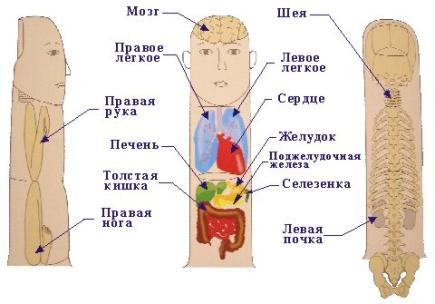 Мозг
Правое
легкое
Левое
легкое
Шея
Правая
рука
Сердце
Печень
Желудок
Поджелудочная
железа
Толстая
кишка
Селезенка
Правая
нога
Левая
почка